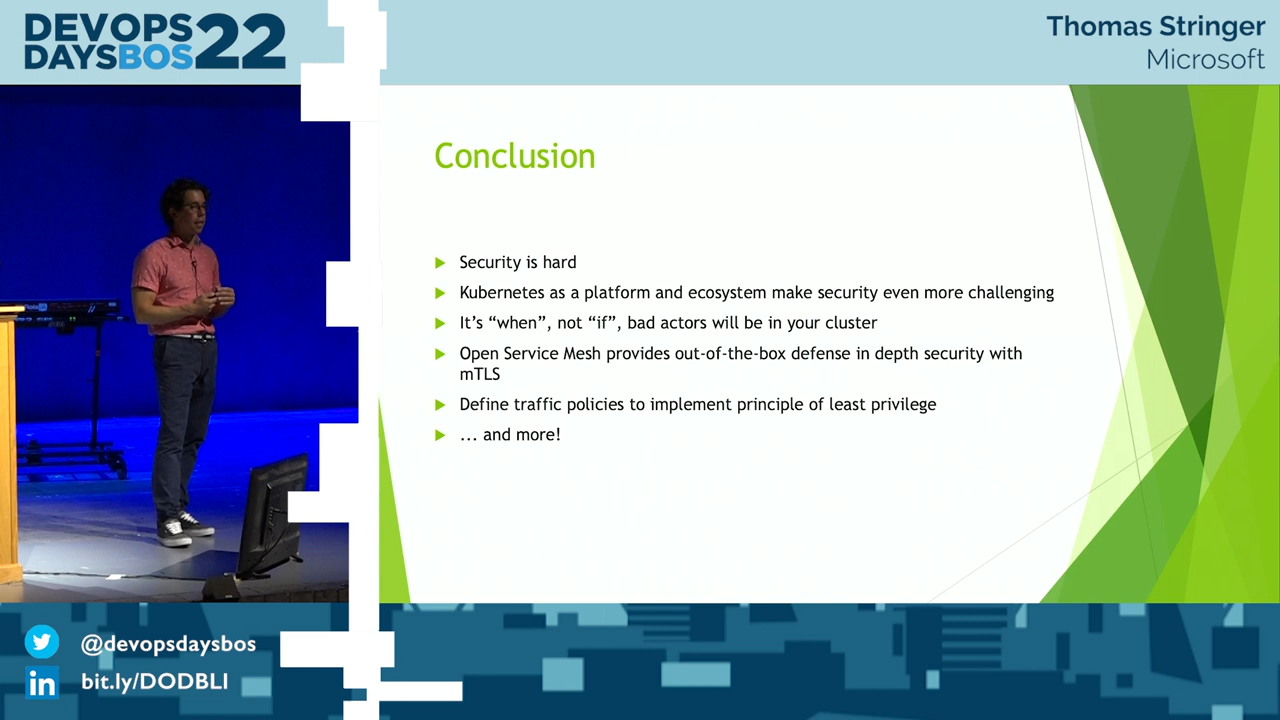 DEVOPS
DAYSBOS22
Thomas Stringer
Microsoft
Conclusion
Security is hard
Kubernetes as a platform and ecosystem make security even more challenging
It’s “when”, not “if”, bad actors will be in your cluster
Open Service Mesh provides out-of-the-box defense in depth security with
mTLS
Define traffic policies to implement principle of least privilege
... and more!
@devopsdaysbos
in
bit.ly/DODBLI